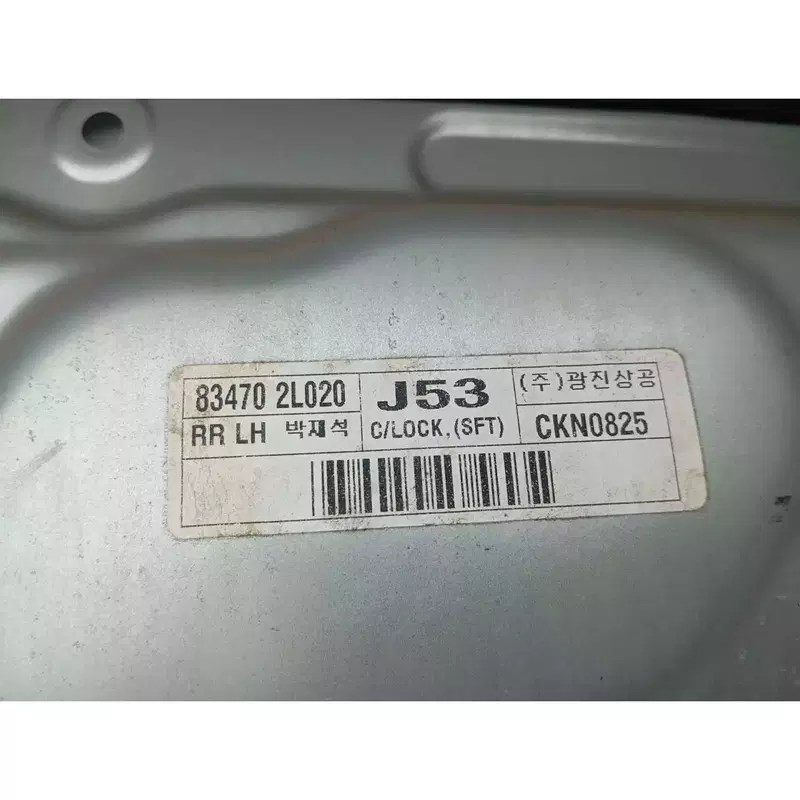 83470 2L020
RR LH 박재석
J53
C/LOCK,(SFT)
(주)광진상공
CKN0825